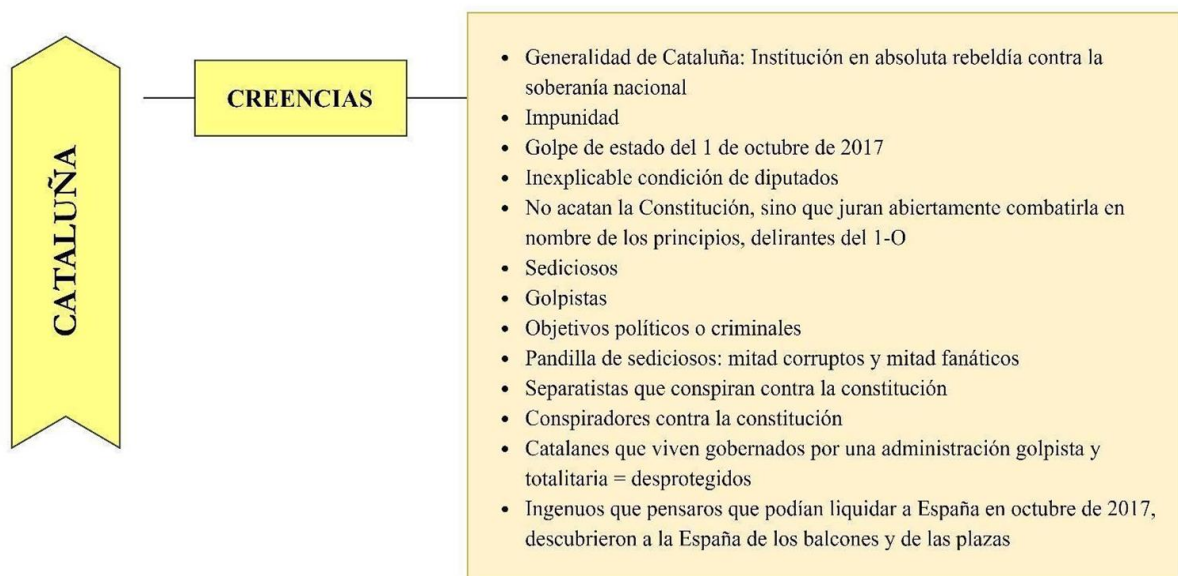 CATALUÑA
CREENCIAS
• Generalidad de Cataluña: Institución en absoluta rebeldía contra la
soberanía nacional
• Impunidad
• Golpe de estado del 1 de octubre de 2017
• Inexplicable condición de diputados
• No acatan la Constitución, sino que juran abiertamente combatirla en
nombre de los principios, delirantes del 1-O
• Sediciosos
• Golpistas
• Objetivos políticos o criminales
• Pandilla de sediciosos: mitad corruptos y mitad fanáticos
• Separatistas que conspiran contra la constitución
• Conspiradores contra la constitución
• Catalanes que viven gobernados por una administración golpista y
totalitaria = desprotegidos
• Ingenuos que pensaros que podían liquidar a España en octubre de 2017,
descubrieron a la España de los balcones y de las plazas